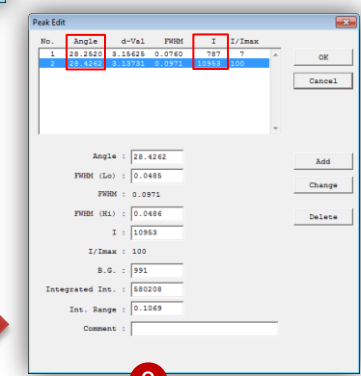 Peak Edit
No. Angle d-Val FWHM I I/Imax
1 28.2520 3.15625 0.0760 787 7
2 28.4262 3.13731 0.0971 10953 100
OK
Cancel
Angle : 28.4262
Add
FWHM (Lo) : 0.0485
Change
FWHM : 0.0971
FWHM (Hi) : 0.0486
Delete
I : 10953
I/Imax : 100
B.G. : 991
Integrated Int. : 580208
Int. Range : 0.1069
Comment :